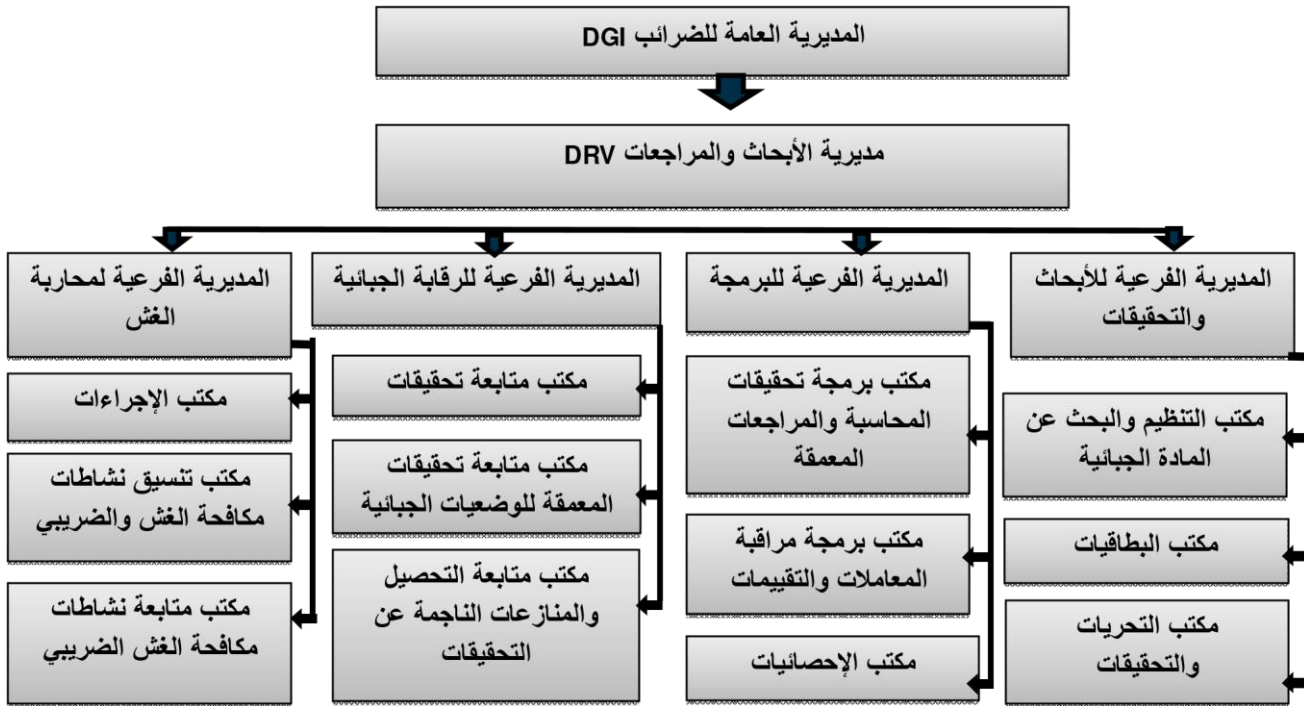 المديرية العامة للضرائب DGI
مديرية الأبحاث والمراجعات DRV
المديرية الفرعية للأبحاث
والتحقيقات
مكتب التنظيم والبحث عن
المادة الجبائية
مكتب البطاقيات
مكتب التحريات
والتحقيقات
المديرية الفرعية للبرمجة
مكتب برمجة تحقيقات
المحاسبة والمراجعات
المعمقة
مكتب برمجة مراقبة
المعاملات والتقييمات
مكتب الإحصائيات
المديرية الفرعية للرقابة الجبائية
مكتب متابعة تحقيقات
مكتب متابعة تحقيقات
المعمقة للوضعيات الجبائية
مكتب متابعة التحصيل
والمنازعات الناجمة عن
التحقيقات
المديرية الفرعية لمحاربة
الغش
مكتب الإجراءات
مكتب تنسيق نشاطات
مكافحة الغش والضريبي
مكتب متابعة نشاطات
مكافحة الغش الضريبي